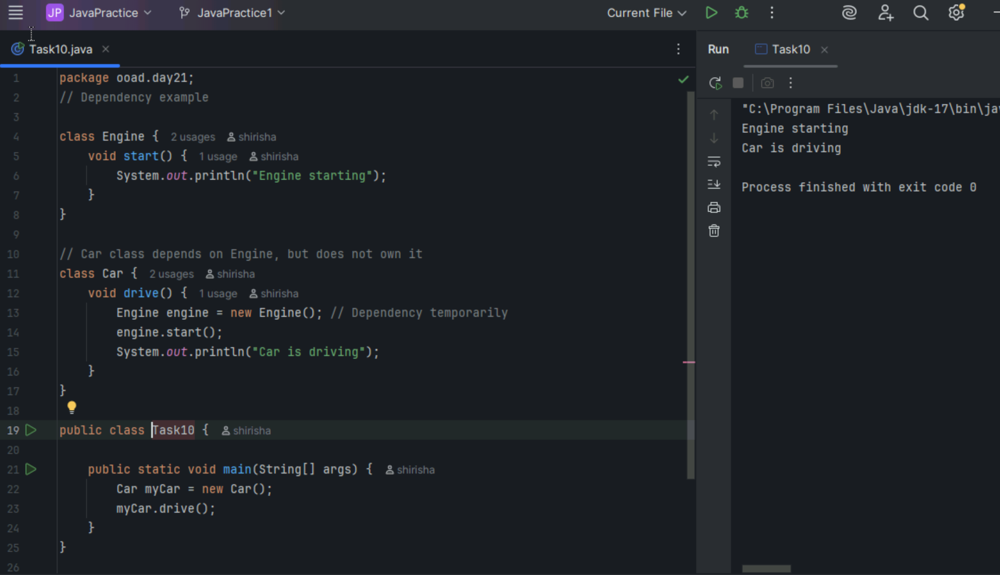 JP JavaPractice JavaPractice1 Current File
Task10.java
1 package ooad.day21;
2 // Dependency example
3
4 class Engine { 2 usages shirisha
5 void start() { 1 usage shirisha
6 System.out.println("Engine starting");
7 }
8 }
9
10 // Car class depends on Engine, but does not own it
11 class Car { 2 usages shirisha
12 void drive() { 1 usage shirisha
13 Engine engine = new Engine(); // Dependency temporarily
14 engine.start();
15 System.out.println("Car is driving");
16 }
17 }
18
19 public class Task10 { shirisha
20
21 public static void main(String[] args) { shirisha
22 Car myCar = new Car();
23 myCar.drive();
24 }
25 }
26
Run Task10
"C:\Program Files\Java\jdk-17\bin\jav
Engine starting
Car is driving
Process finished with exit code 0